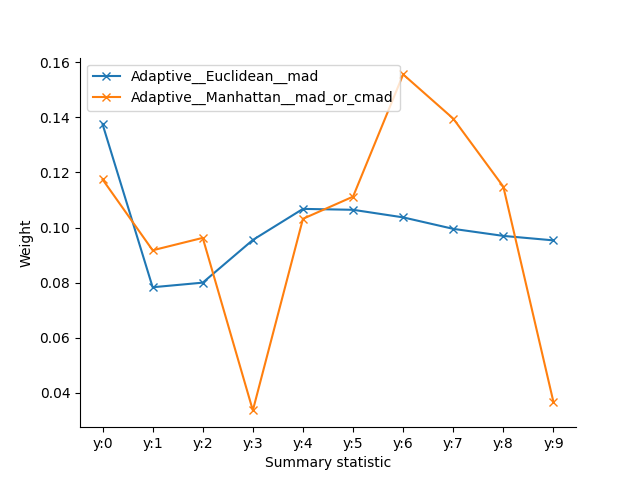 0.16
0.14
0.12
0.10
0.08
0.06
0.04
Weight
Adaptive__Euclidean__mad
Adaptive__Manhattan__mad_or_cmad
y:0 y:1 y:2 y:3 y:4 y:5 y:6 y:7 y:8 y:9
Summary statistic